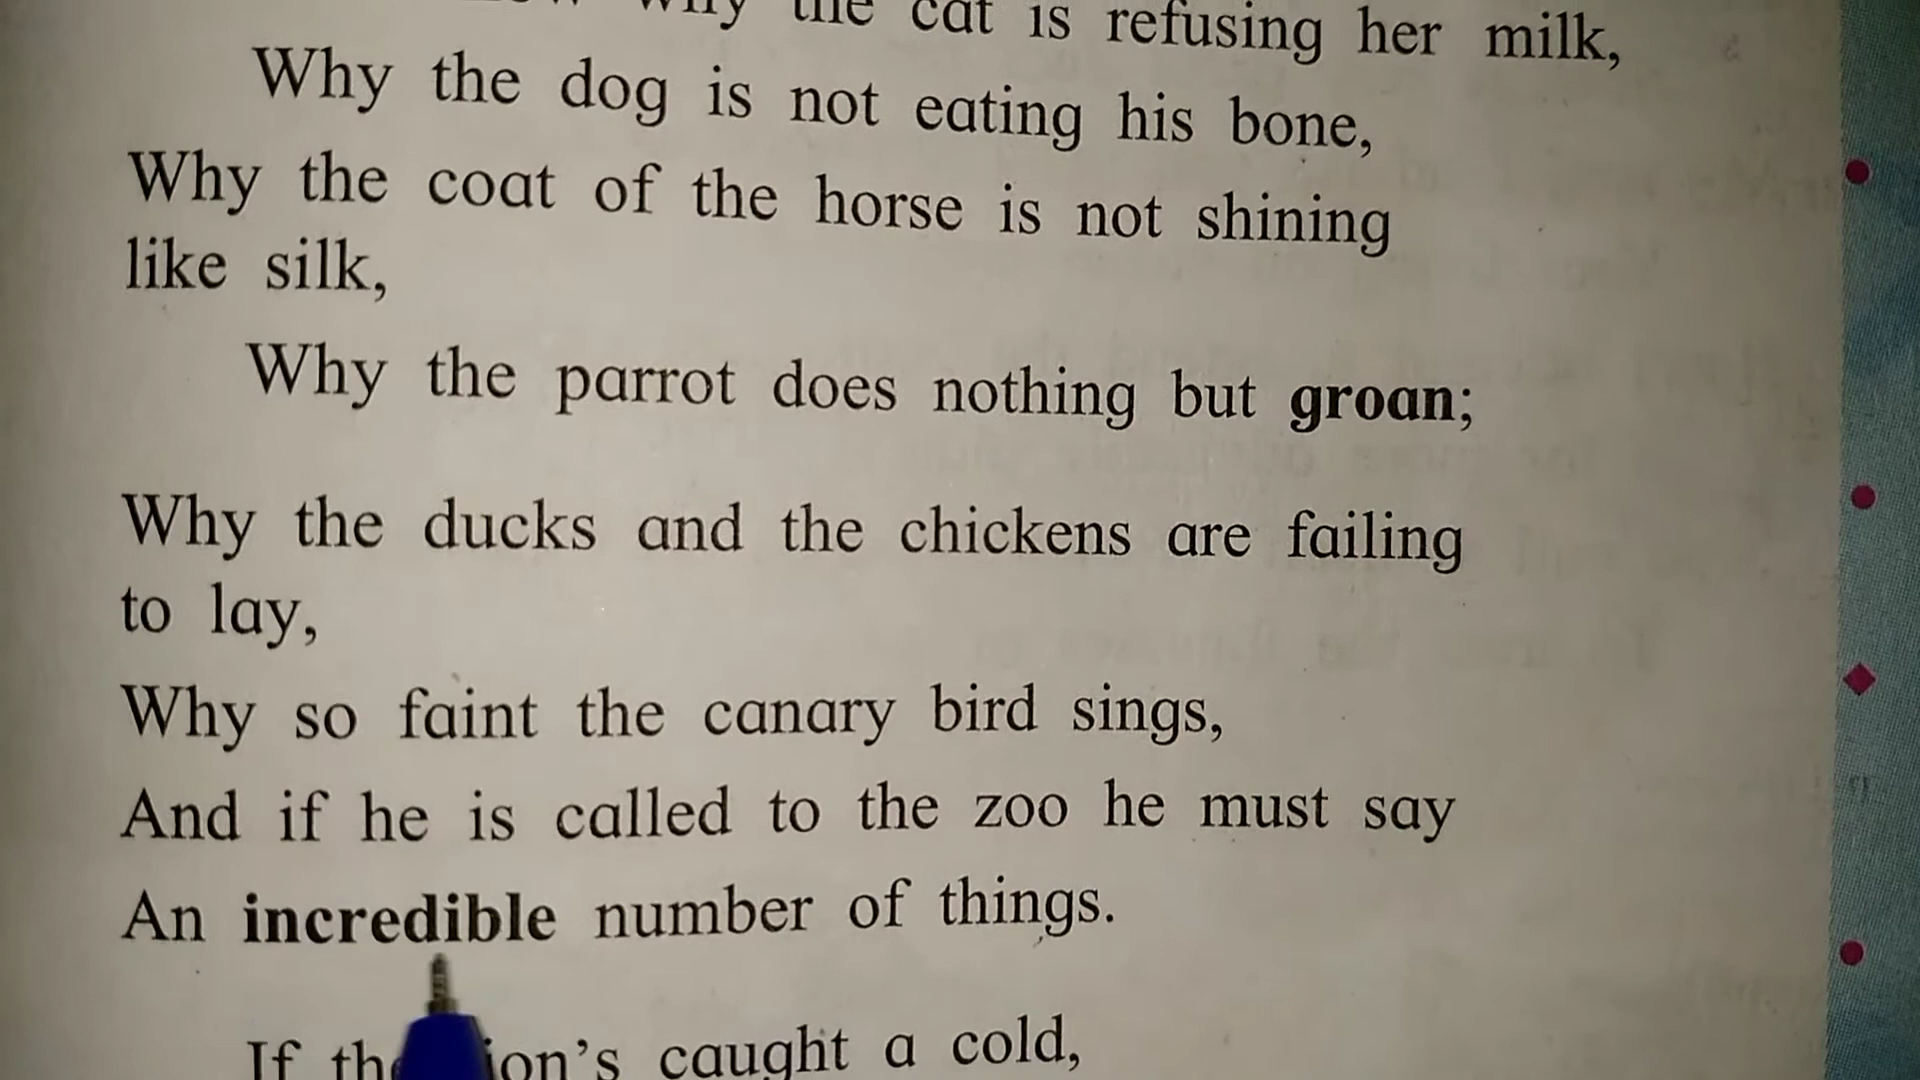 why the cat is refusing her milk,
Why the dog is not eating his bone,
Why the coat of the horse is not shining
like silk,
Why the parrot does nothing but groan;
Why the ducks and the chickens are failing
to lay,
Why so faint the canary bird sings,
And if he is called to the zoo he must say
An incredible number of things.
If caught a cold,